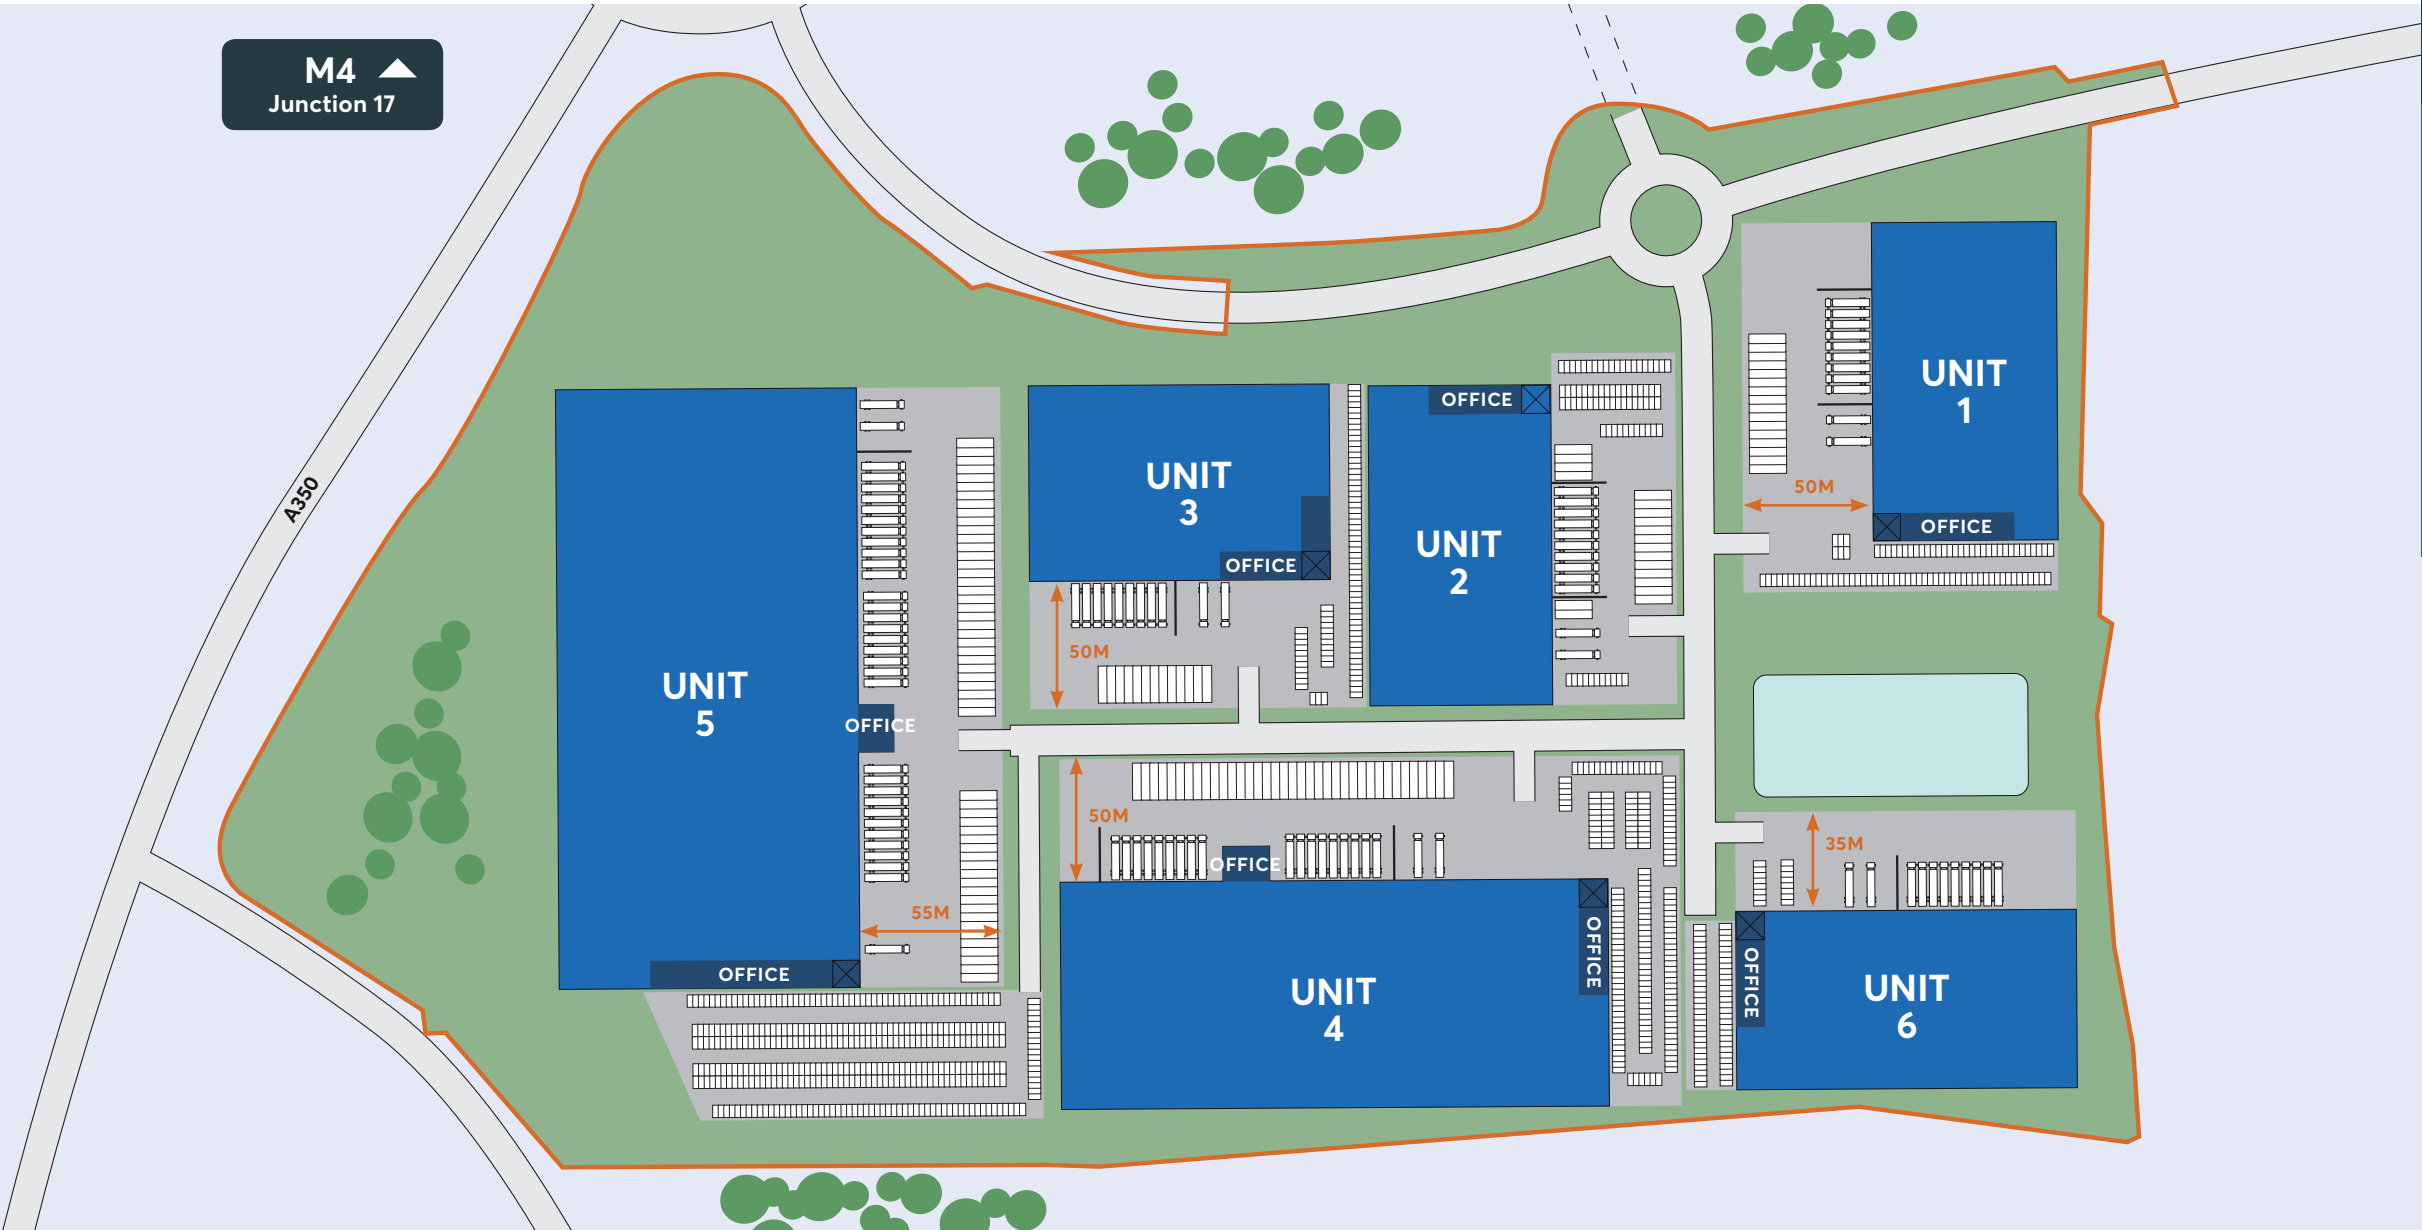 M4
Junction 17
A350
UNIT
1
50M
OFFICE
OFFICE
UNIT
2
UNIT
3
OFFICE
50M
UNIT
5
OFFICE
55M
OFFICE
50M
OFFICE
OFFICE
UNIT
4
35M
OFFICE
UNIT
6